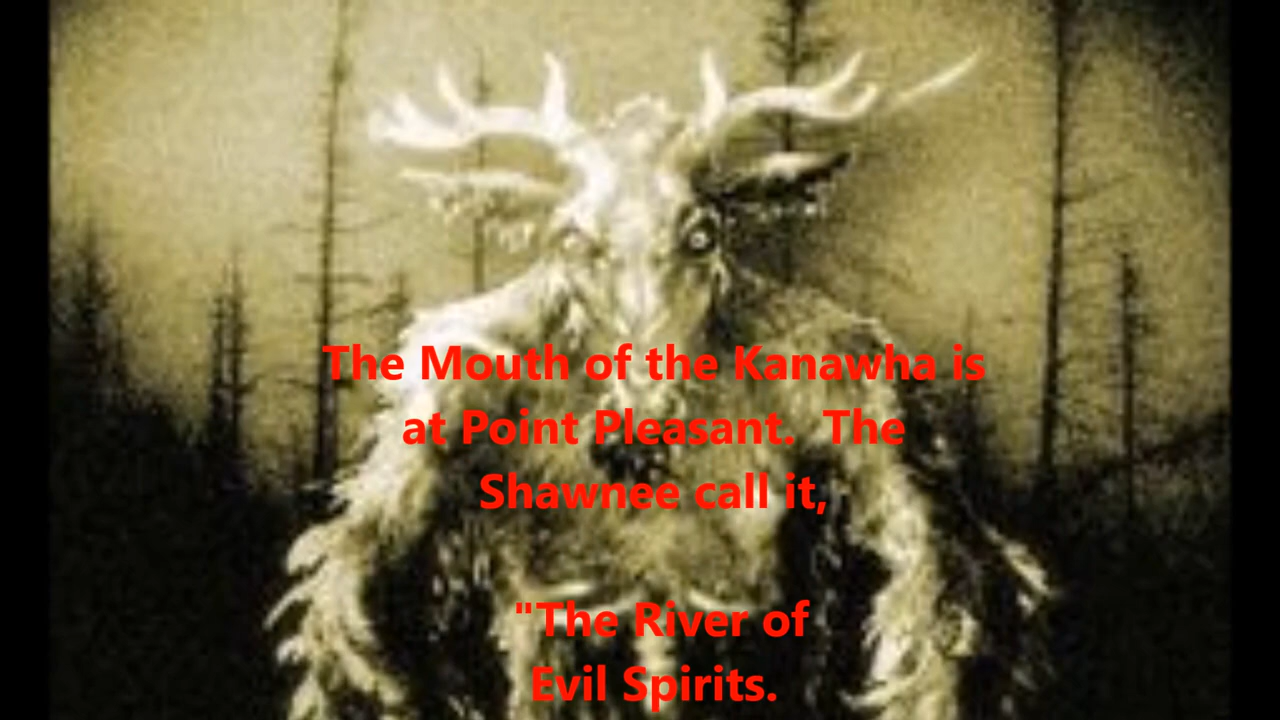 The Mouth of the Kanawha is
at Point Pleasant.  The
Shawnee call it,
"The River of
Evil Spirits.